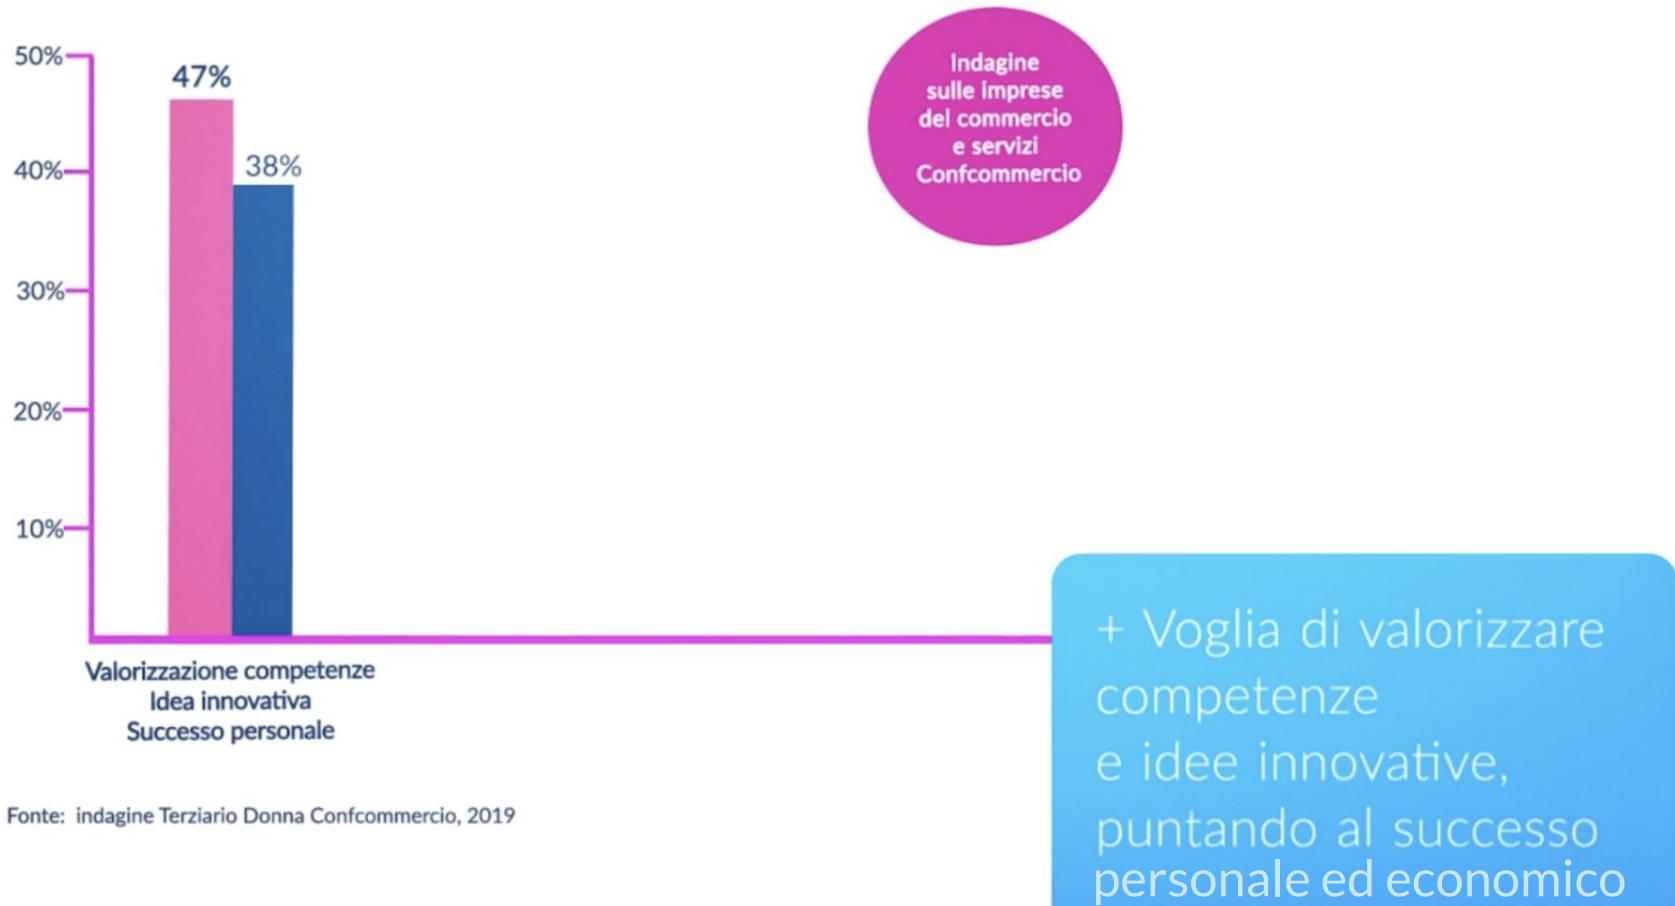 50%
47%
38%
40%
30%
20%
10%
Valorizzazione competenze
Idea innovativa
Successo personale
Fonte: indagine Terziario Donna Confcommercio, 2019
Indagine
sulle imprese
del commercio
e servizi
Confcommercio
+ Voglia di valorizzare
competenze
e idee innovative,
puntando al successo
personale ed economico